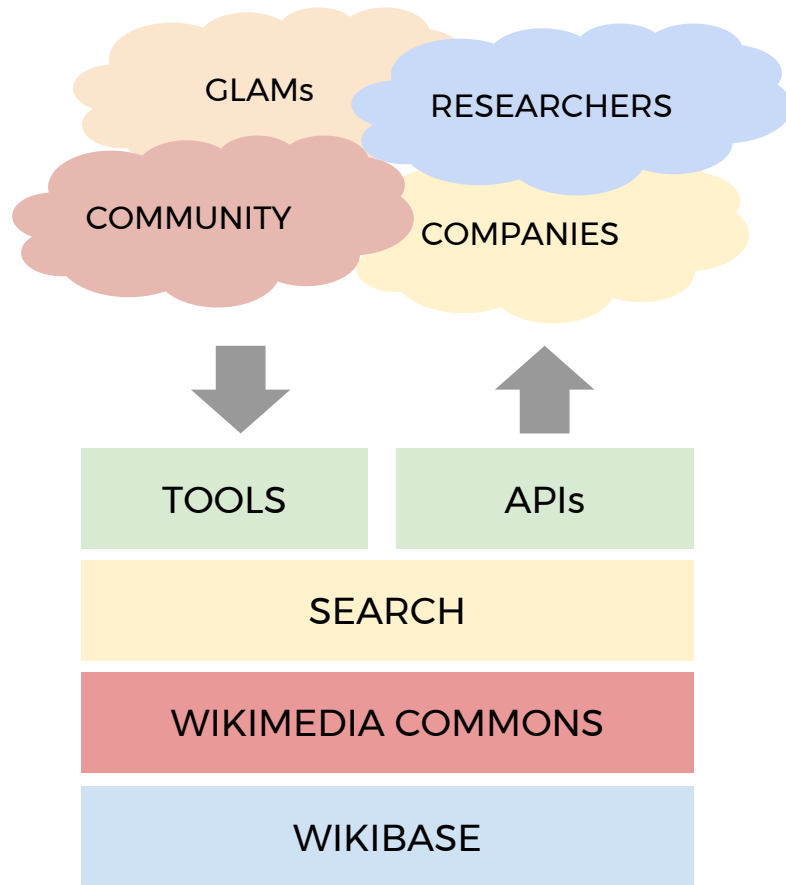 GLAMs
RESEARCHERS
COMMUNITY
COMPANIES
TOOLS
APIs
SEARCH
WIKIMEDIA COMMONS
WIKIBASE